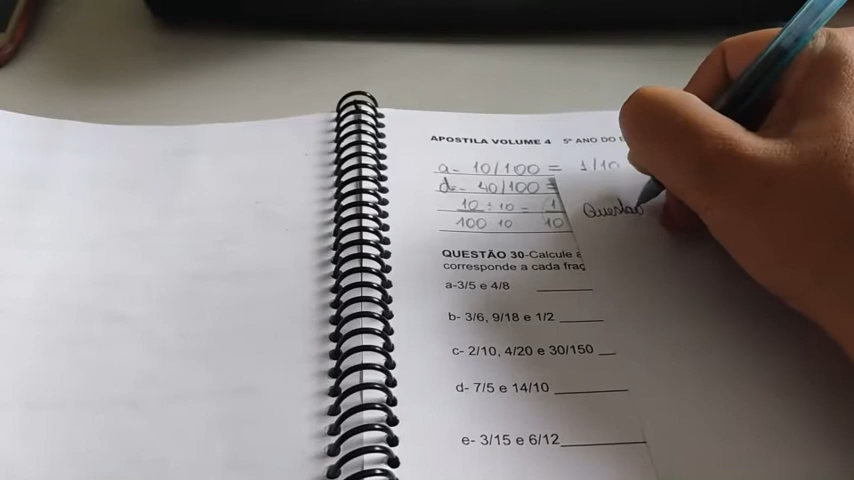 APOSTILA VOLUME 4 5º ANO DO
a- 10/100 = 1/10
d- 40/100 =
10 ÷ 10 = 1
100 10 10
Questão
QUESTÃO 30-Calcule
corresponde a cada fraç
a-3/5 e 4/8
b- 3/6, 9/18 e 1/2
c- 2/10, 4/20 e 30/150
d- 7/5 e 14/10
e- 3/15 e 6/12